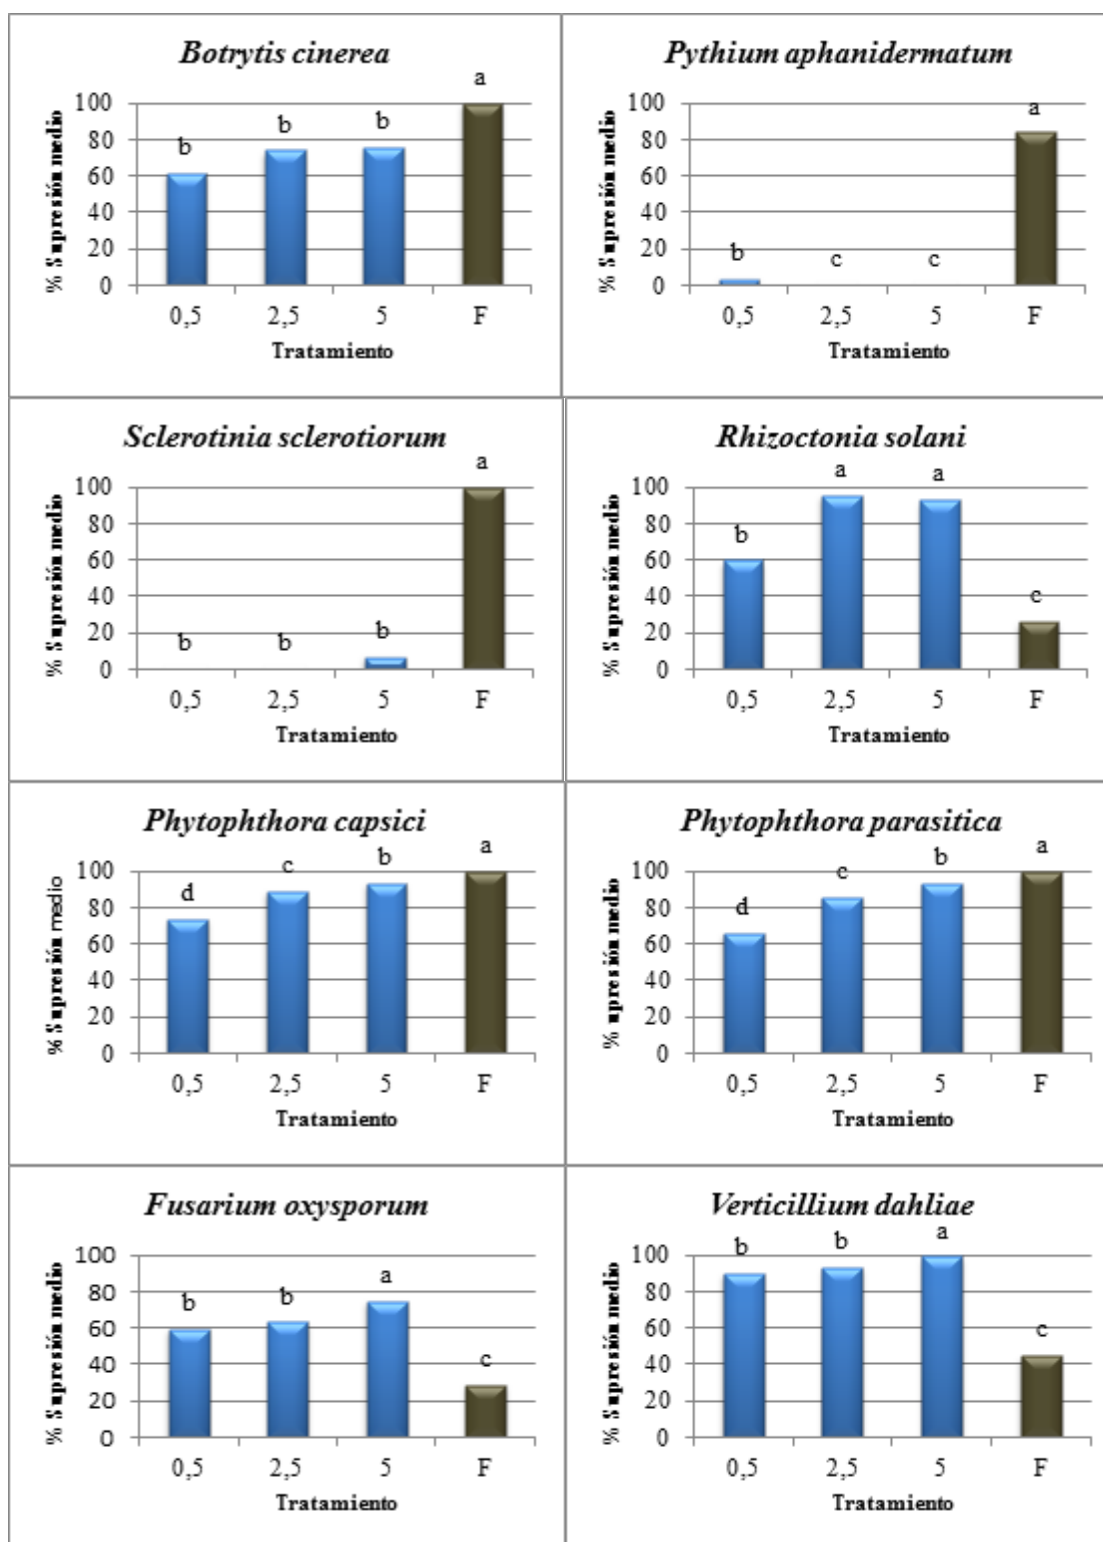 Botrytis cinerea
a
b
b
b
% Supresión medio
100
80
60
40
20
0
0,5 2,5 5 F
Tratamiento
Pythium aphanidermatum
a
b
c
c
% Supresión medio
100
80
60
40
20
0
0,5 2,5 5 F
Tratamiento
Sclerotinia sclerotiorum
a
b
b
b
% Supresión medio
100
80
60
40
20
0
0,5 2,5 5 F
Tratamiento
Rhizoctonia solani
a
a
b
c
% Supresión medio
100
80
60
40
20
0
0,5 2,5 5 F
Tratamiento
Phytophthora capsici
a
b
c
d
% Supresión medio
100
80
60
40
20
0
0,5 2,5 5 F
Tratamiento
Phytophthora parasitica
a
b
c
d
% upresión medio
100
80
60
40
20
0
0,5 2,5 5 F
Tratamiento
Fusarium oxysporum
a
b
b
c
% Supresión medio
100
80
60
40
20
0
0,5 2,5 5 F
Tratamiento
Verticillium dahliae
a
b
b
c
% Supresión medio
100
80
60
40
20
0
0,5 2,5 5 F
Tratamiento